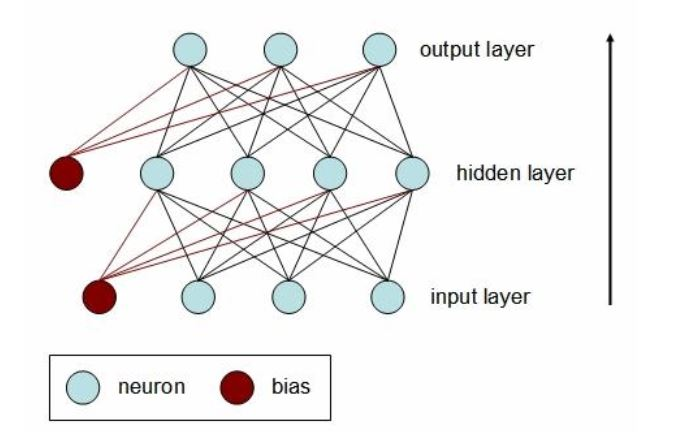 output layer
hidden layer
input layer
neuron
bias